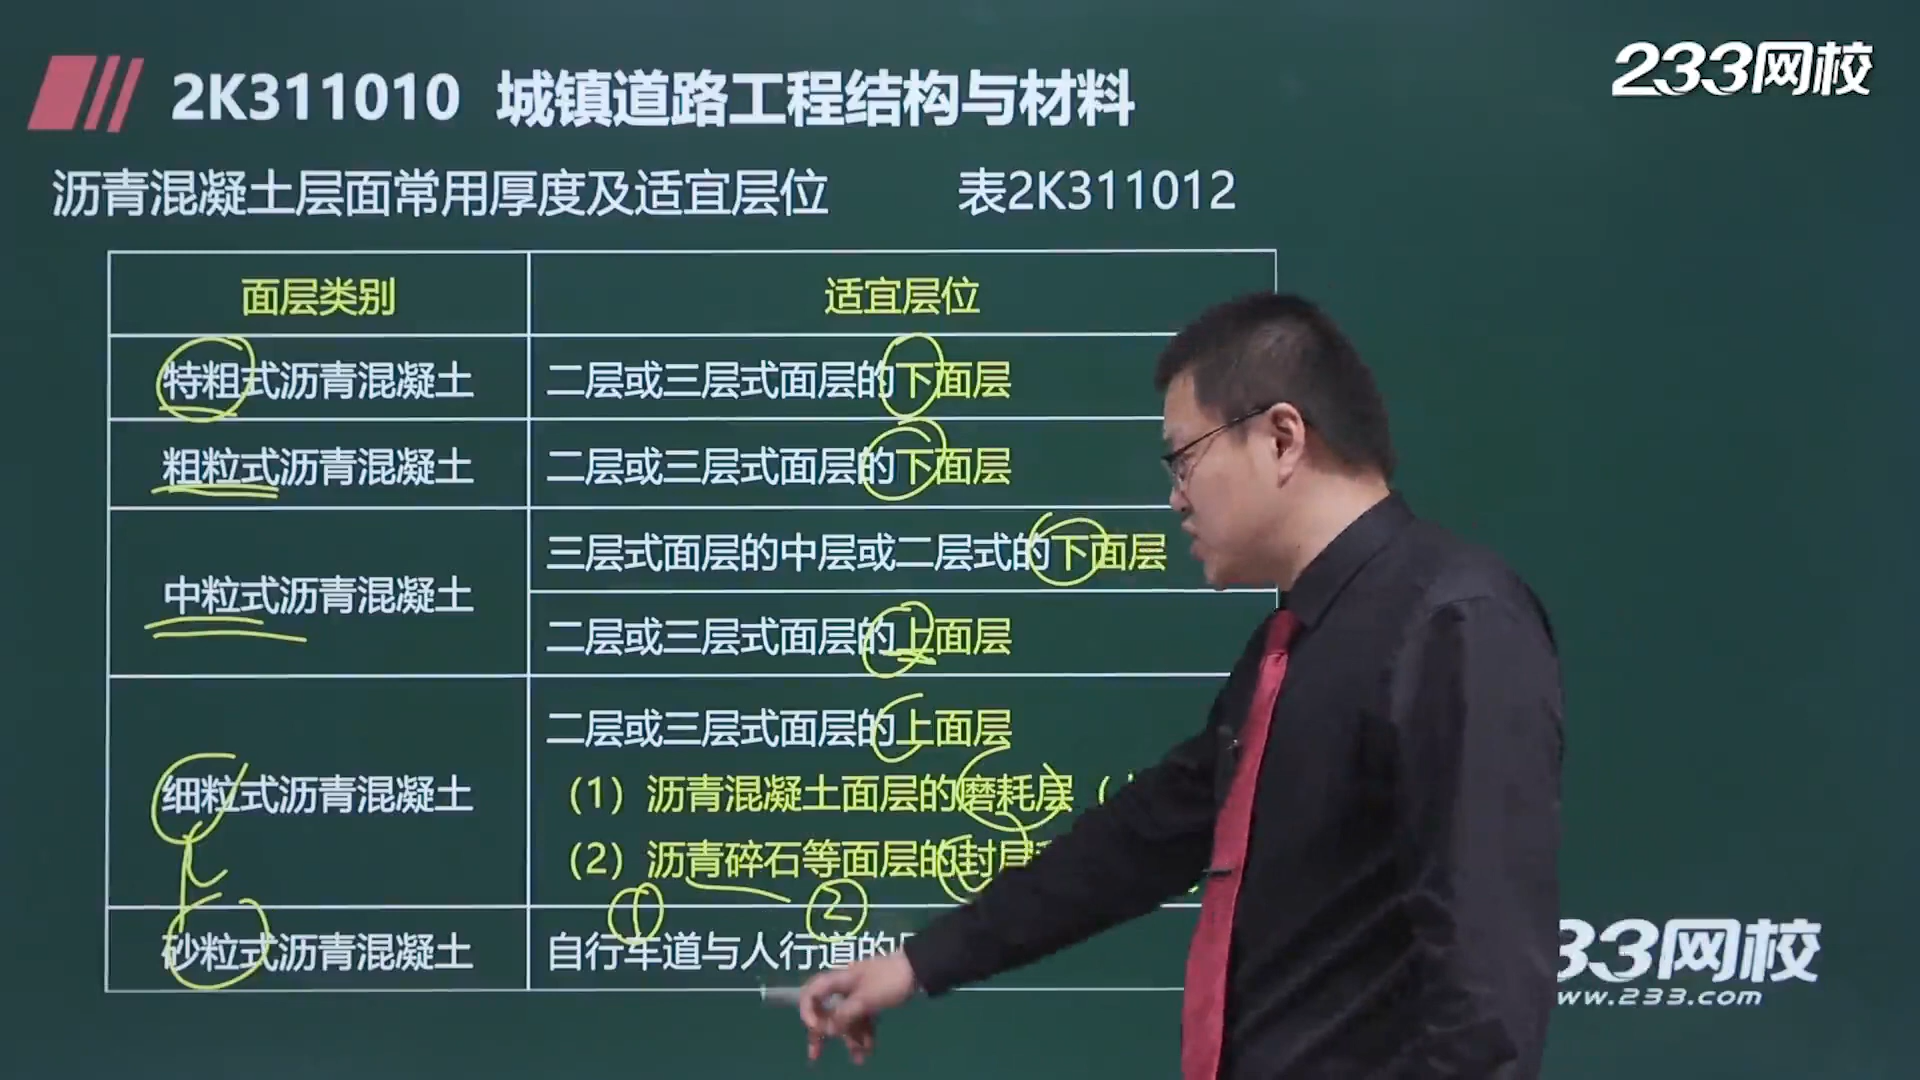 233网校
2K311010 城镇道路工程结构与材料
沥青混凝土层面常用厚度及适宜层位 表2K311012
面层类别 适宜层位
特粗式沥青混凝土 二层或三层式面层的下面层
粗粒式沥青混凝土 二层或三层式面层的下面层
中粒式沥青混凝土 三层式面层的中层或二层式的下面层
二层或三层式面层的上面层
细粒式沥青混凝土 二层或三层式面层的上面层
（1）沥青混凝土面层的磨耗层（
（2）沥青碎石等面层的封层
① ②
砂粒式沥青混凝土 自行车道与人行道的
33网校
ww.233.com